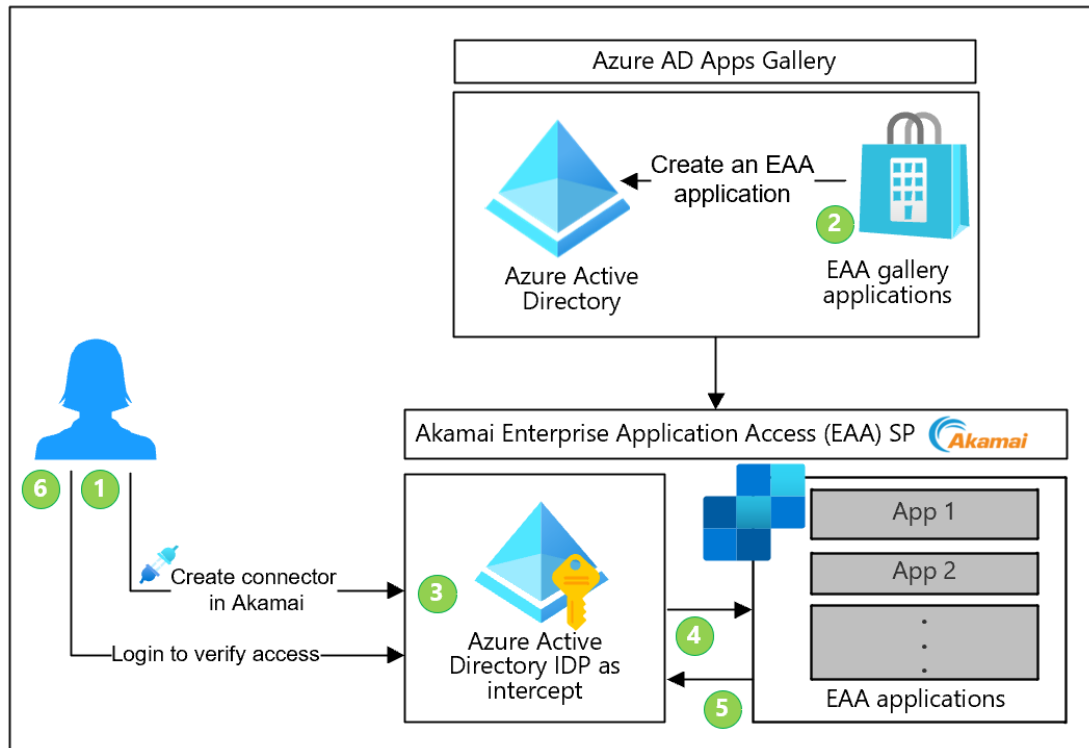 Azure AD Apps Gallery
Create an EAA
application
2
Azure Active
Directory
EAA gallery
applications
Akamai Enterprise Application Access (EAA) SP
Akamai
6
1
Create connector
in Akamai
Login to verify access
3
Azure Active
Directory IDP as
intercept
4
5
App 1
App 2
.
.
.
EAA applications